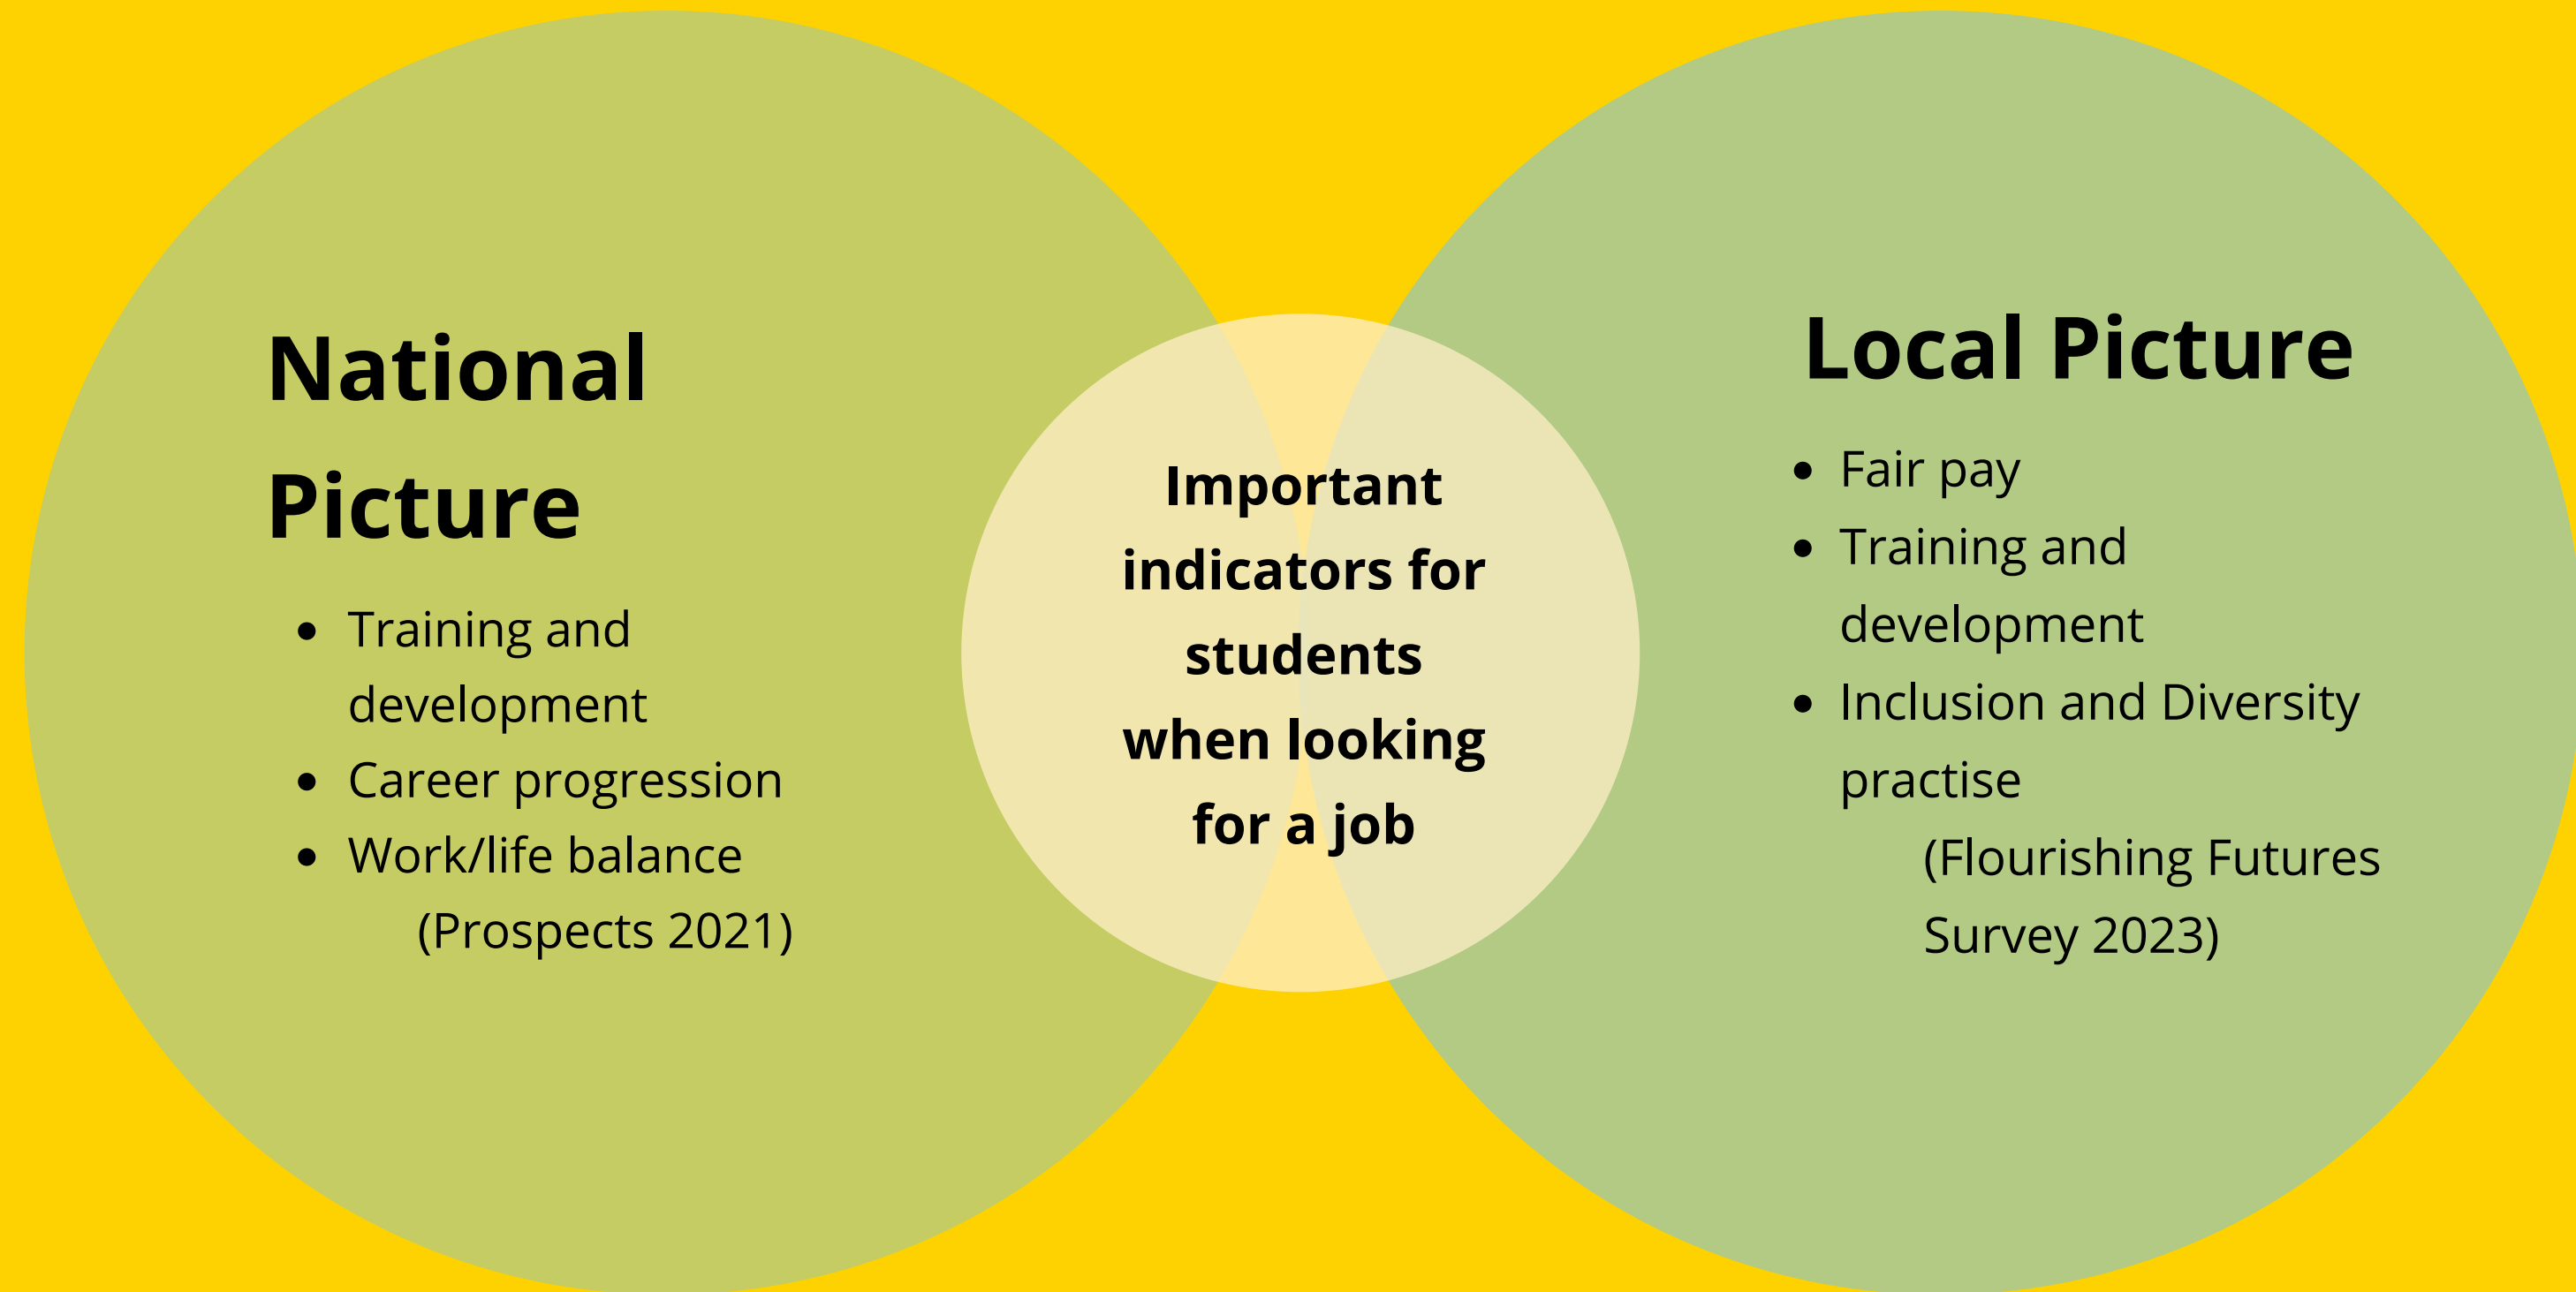 National
Picture
• Training and
development
• Career progression
• Work/life balance
(Prospects 2021)
Important
indicators for
students
when looking
for a job
Local Picture
• Fair pay
• Training and
development
• Inclusion and Diversity
practise
(Flourishing Futures
Survey 2023)